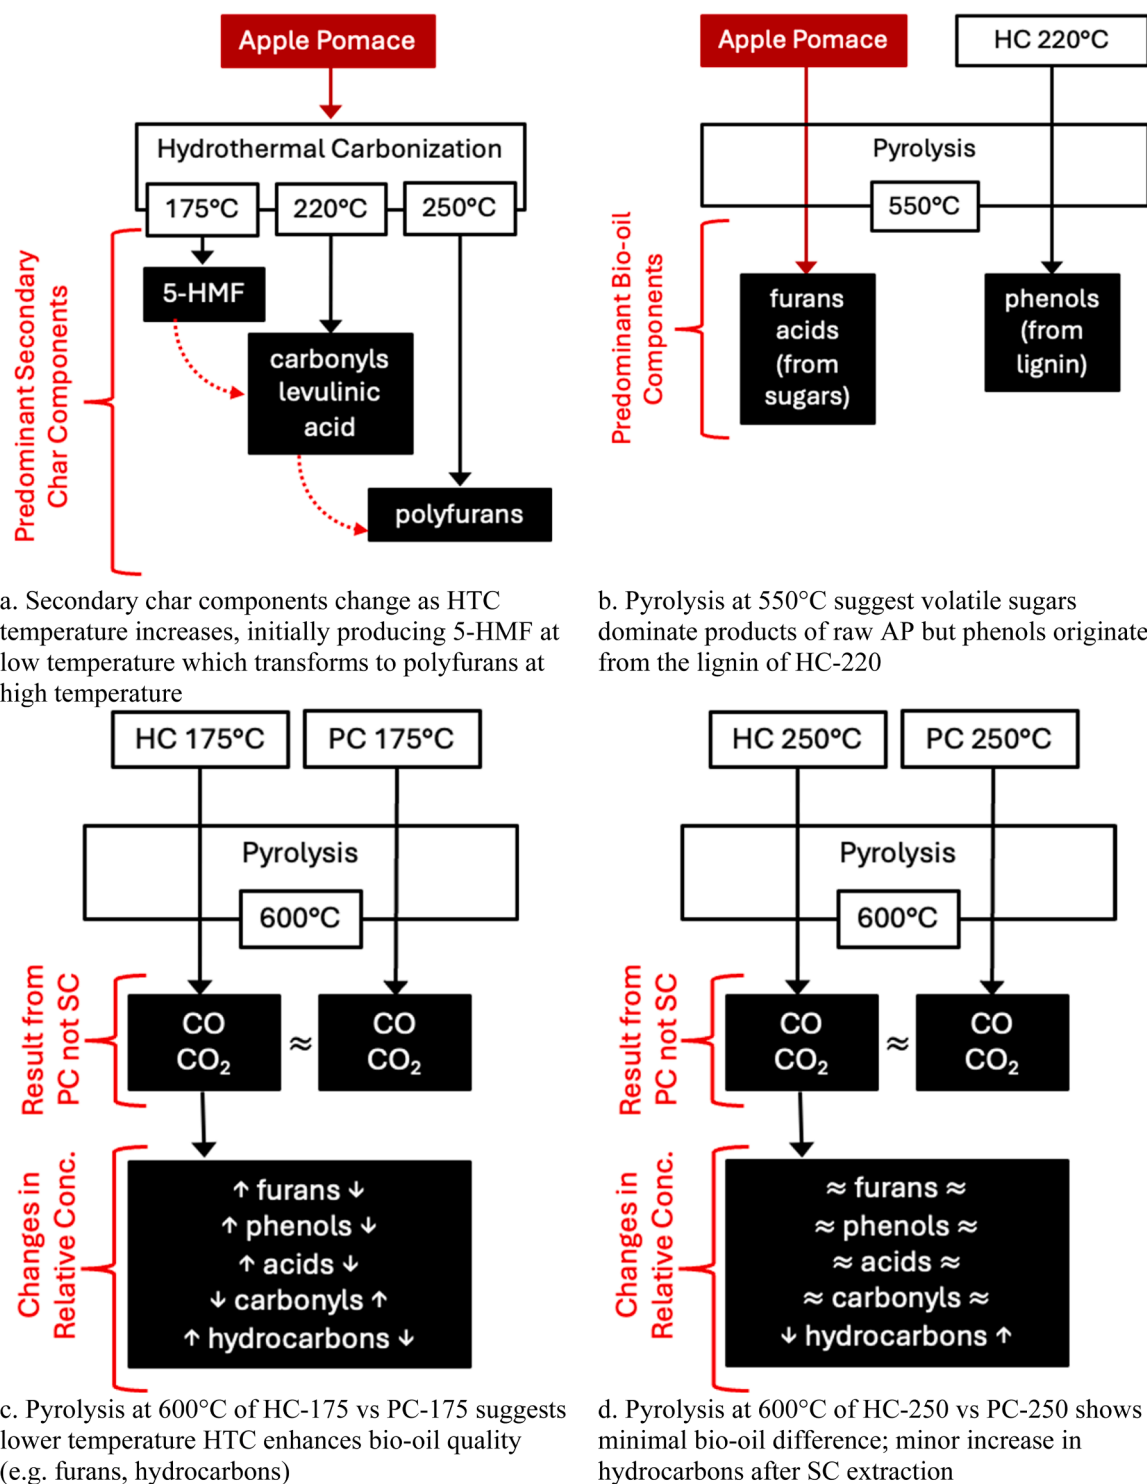 Apple Pomace
Hydrothermal Carbonization
175°C
220°C
250°C
Predominant Secondary
Char Components
5-HMF
carbonyls
levulinic
acid
polyfurans
a. Secondary char components change as HTC
temperature increases, initially producing 5-HMF at
low temperature which transforms to polyfurans at
high temperature
Apple Pomace
HC 220°C
Pyrolysis
550°C
Predominant Bio-oil
Components
furans
acids
(from
sugars)
phenols
(from
lignin)
b. Pyrolysis at 550°C suggest volatile sugars
dominate products of raw AP but phenols originate
from the lignin of HC-220
HC 175°C
PC 175°C
Pyrolysis
600°C
Result from
PC not SC
CO
CO₂
≈
CO
CO₂
Changes in
Relative Conc.
↑ furans ↓
↑ phenols ↓
↑ acids ↓
↓ carbonyls ↑
↑ hydrocarbons ↓
c. Pyrolysis at 600°C of HC-175 vs PC-175 suggests
lower temperature HTC enhances bio-oil quality
(e.g. furans, hydrocarbons)
HC 250°C
PC 250°C
Pyrolysis
600°C
Result from
PC not SC
CO
CO₂
≈
CO
CO₂
Changes in
Relative Conc.
≈ furans ≈
≈ phenols ≈
≈ acids ≈
≈ carbonyls ≈
↓ hydrocarbons ↑
d. Pyrolysis at 600°C of HC-250 vs PC-250 shows
minimal bio-oil difference; minor increase in
hydrocarbons after SC extraction